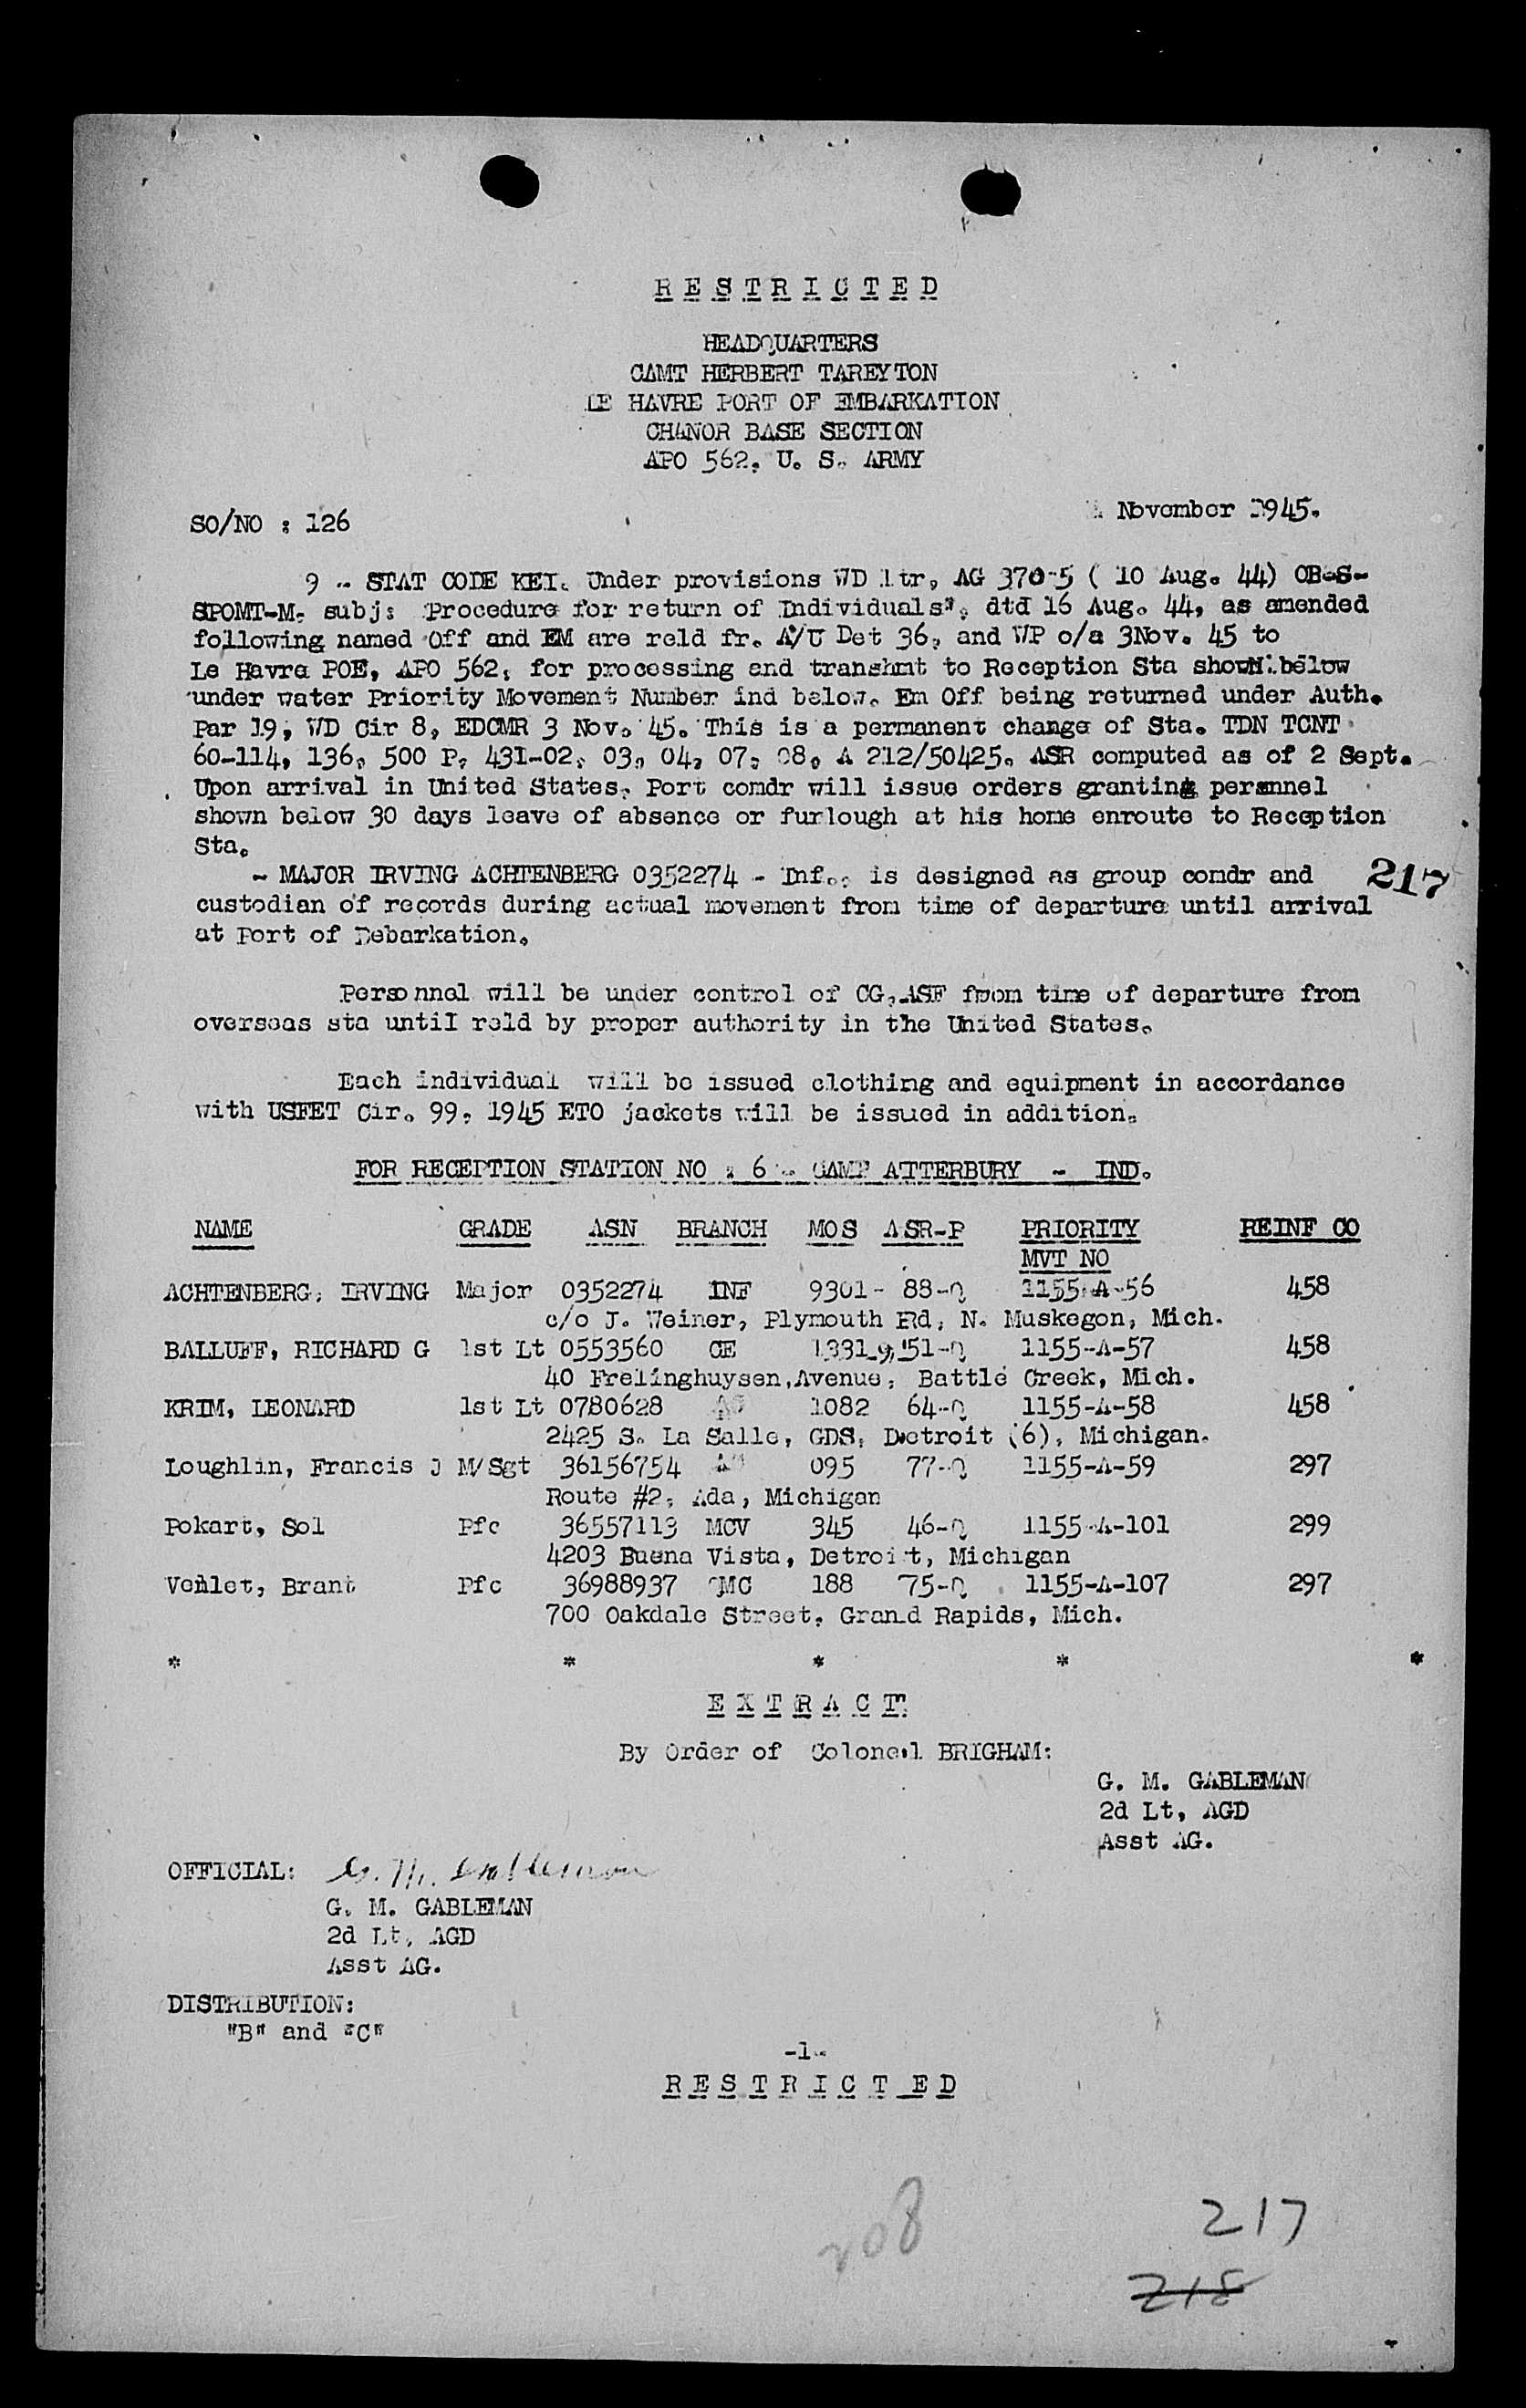 RESTRICTED
HEADQUARTERS
CAMP HERBERT TAREYTON
LE HAVRE PORT OF EMBARKATION
CHANOR BASE SECTION
APO 562, U. S. ARMY
SO/NO : 126
November 1945.
9 - STAT CODE KEI. Under provisions WD ltr, AG 370-5 ( 10 Aug. 44) OB-S-
SPOMT-M- subj: Procedure for return of Individuals", dtd 16 Aug. 44, as amended
following named Off and EM are reld fr. A/U Det 36, and WP o/a 3Nov. 45 to
Le Havre POE, APO 562, for processing and transhmt to Reception Sta shown below
under water Priority Movement Number ind below. Em Off being returned under Auth.
Par 19, WD Cir 8, EDCMR 3 Nov. 45. This is a permanent change of Sta. TDN TCNT
60-114, 136, 500 P, 431-02, 03, 04, 07, 08, A 212/50425. ASR computed as of 2 Sept.
Upon arrival in United States, Port comdr will issue orders granting persnnel
shown below 30 days leave of absence or furlough at his home enroute to Reception
Sta.
- MAJOR IRVING ACHTENBERG 0352274 - Inf., is designed as group comdr and
217
custodian of records during actual movement from time of departure until arrival
at Port of Debarkation.
Personnel will be under control of CG, ASF from time of departure from
overseas sta until reld by proper authority in the United States.
Each individual will be issued clothing and equipment in accordance
with USFET Cir. 99, 1945 ETO jackets will be issued in addition.
FOR RECEPTION STATION NO : 6 - CAMP ATTERBURY - IND.
NAME GRADE ASN BRANCH MOS ASR-P PRIORITY REINF CO
MVT NO
ACHTENBERG, IRVING Major 0352274 INF 9301- 88-Q 1155-A-56 458
c/o J. Weiner, Plymouth Rd, N. Muskegon, Mich.
BALLUFF, RICHARD G 1st Lt 0553560 CE 1331 51-Q 1155-A-57 458
40 Frelinghuysen, Avenue, Battle Creek, Mich.
KRIM, LEONARD 1st Lt 0780628 1082 64-Q 1155-A-58 458
2425 S. La Salle, GDS, Detroit (6), Michigan.
Loughlin, Francis J M/Sgt 36156754 095 77-Q 1155-A-59 297
Route #2, Ada, Michigan
Pokart, Sol Pfc 36557113 MCV 345 46-Q 1155-A-101 299
4203 Buena Vista, Detroit, Michigan
Venlet, Brant Pfc 36988937 MC 188 75-Q 1155-A-107 297
700 Oakdale Street, Grand Rapids, Mich.
* * * * *
EXTRACT
By Order of Colonel BRIGHAM:
G. M. GABLEMAN
2d Lt, AGD
Asst AG.
OFFICIAL: G. M. Gableman
G. M. GABLEMAN
2d Lt, AGD
Asst AG.
DISTRIBUTION:
"B" and "C"
-1-
RESTRICTED
208
217
218